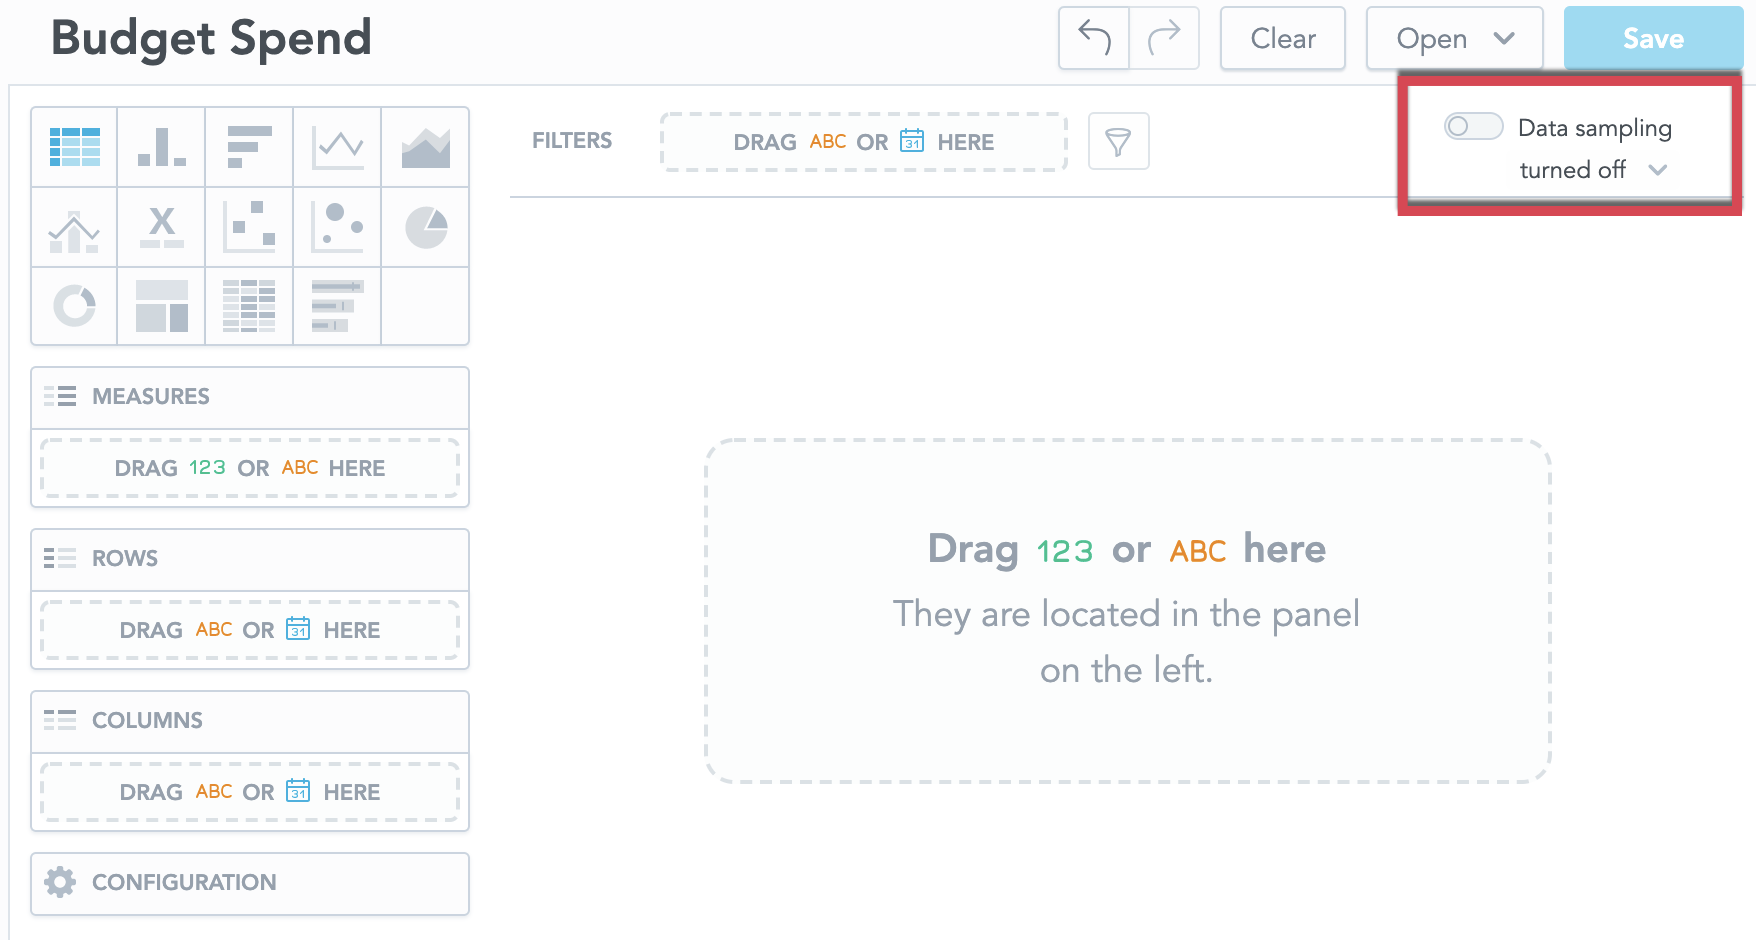 Budget Spend
Clear
Open
Save
FILTERS
DRAG ABC OR 31 HERE
Data sampling
turned off
X
MEASURES
DRAG 123 OR ABC HERE
ROWS
DRAG ABC OR 31 HERE
COLUMNS
DRAG ABC OR 31 HERE
CONFIGURATION
Drag 123 or ABC here
They are located in the panel
on the left.